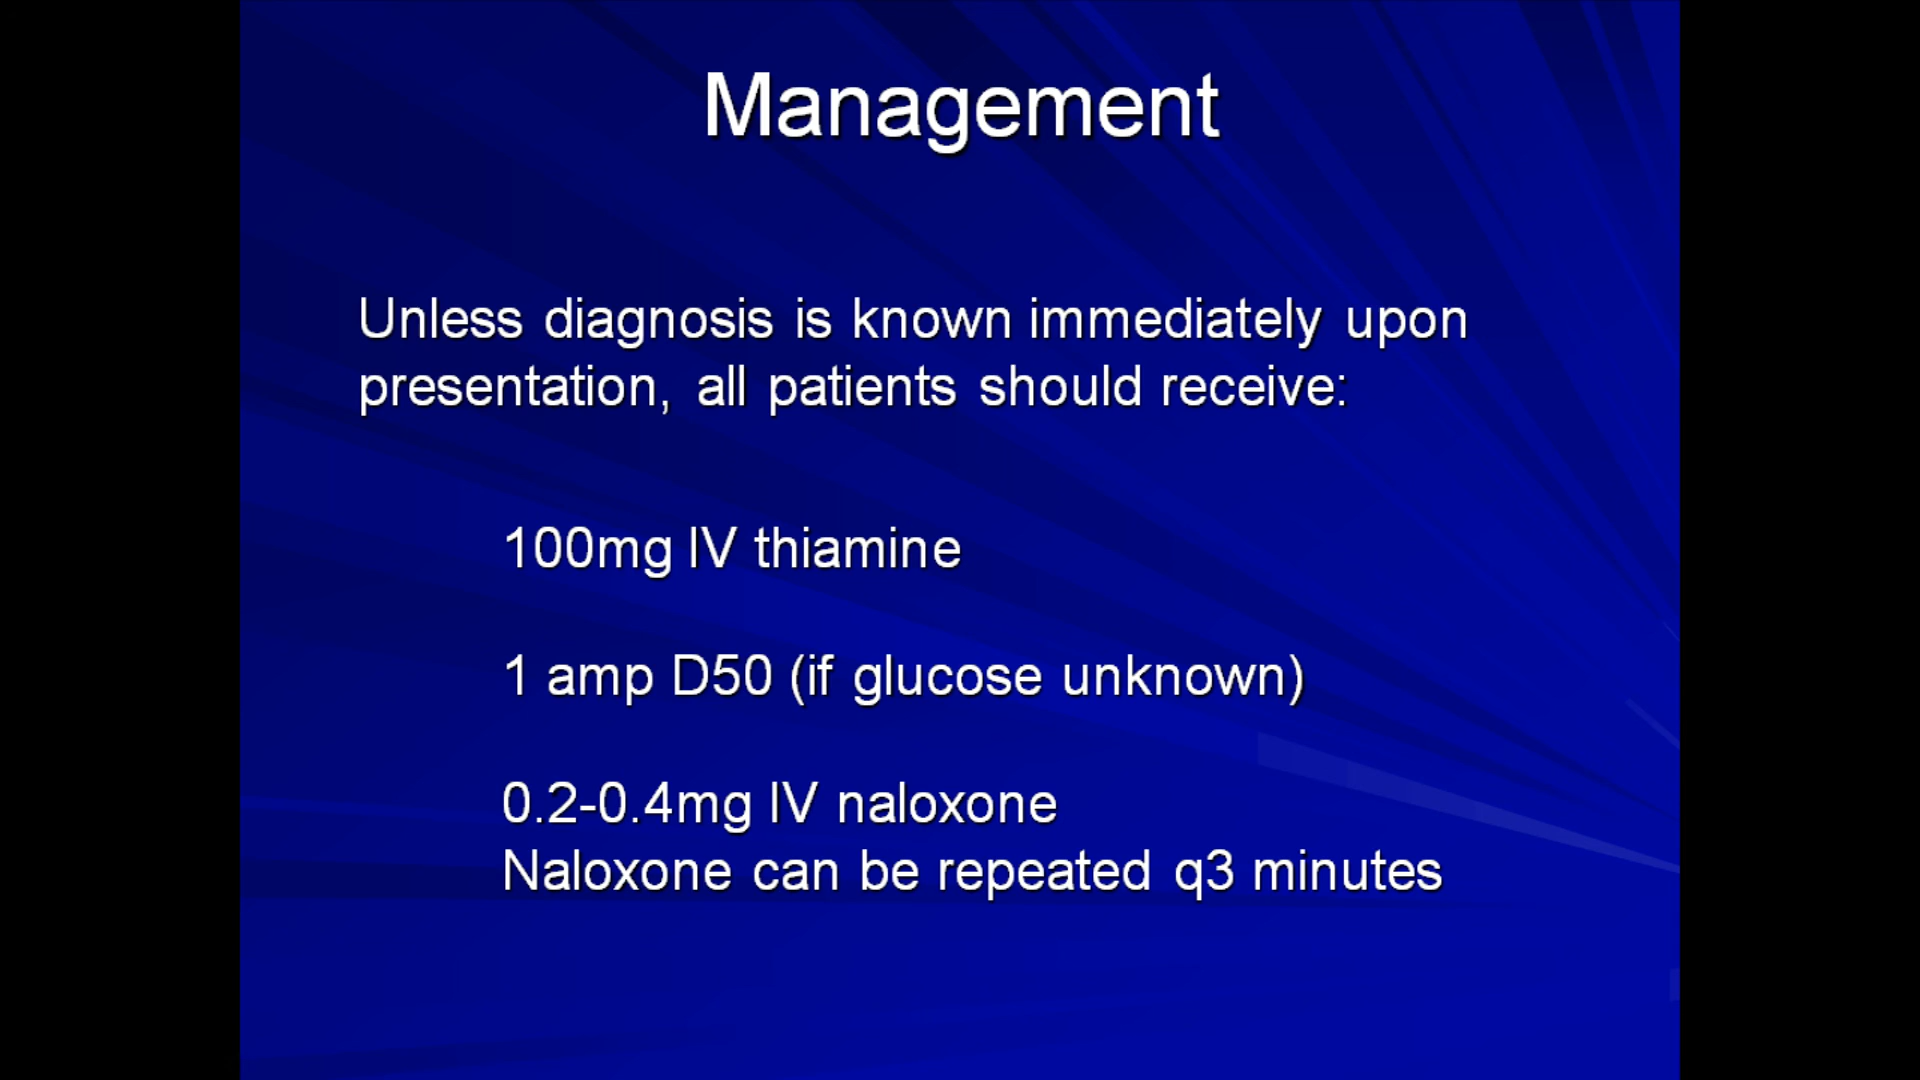 Management
Unless diagnosis is known immediately upon
presentation, all patients should receive:
100mg IV thiamine
1 amp D50 (if glucose unknown)
0.2-0.4mg IV naloxone
Naloxone can be repeated q3 minutes